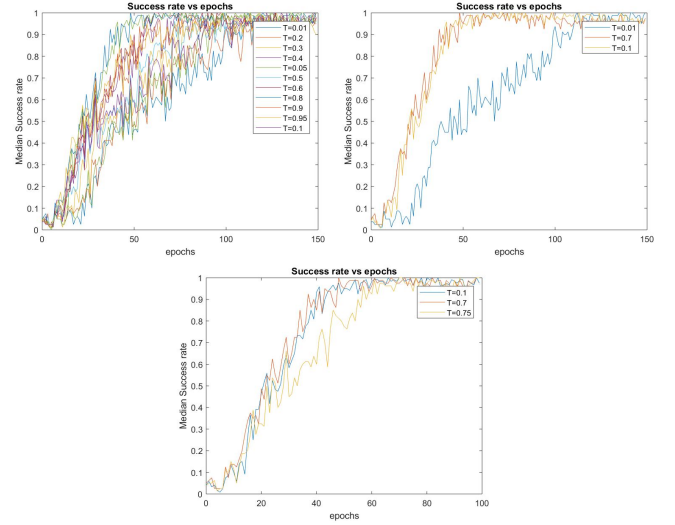 Success rate vs epochs
1
0.9
0.8
0.7
0.6
0.5
0.4
0.3
0.2
0.1
0
Median Success rate
0 50 100 150
epochs
T=0.01
T=0.2
T=0.3
T=0.4
T=0.05
T=0.5
T=0.6
T=0.8
T=0.9
T=0.95
T=0.1
Success rate vs epochs
1
0.9
0.8
0.7
0.6
0.5
0.4
0.3
0.2
0.1
0
Median Success rate
0 50 100 150
epochs
T=0.01
T=0.7
T=0.1
Success rate vs epochs
1
0.9
0.8
0.7
0.6
0.5
0.4
0.3
0.2
0.1
0
Median Success rate
0 20 40 60 80 100
epochs
T=0.1
T=0.7
T=0.75